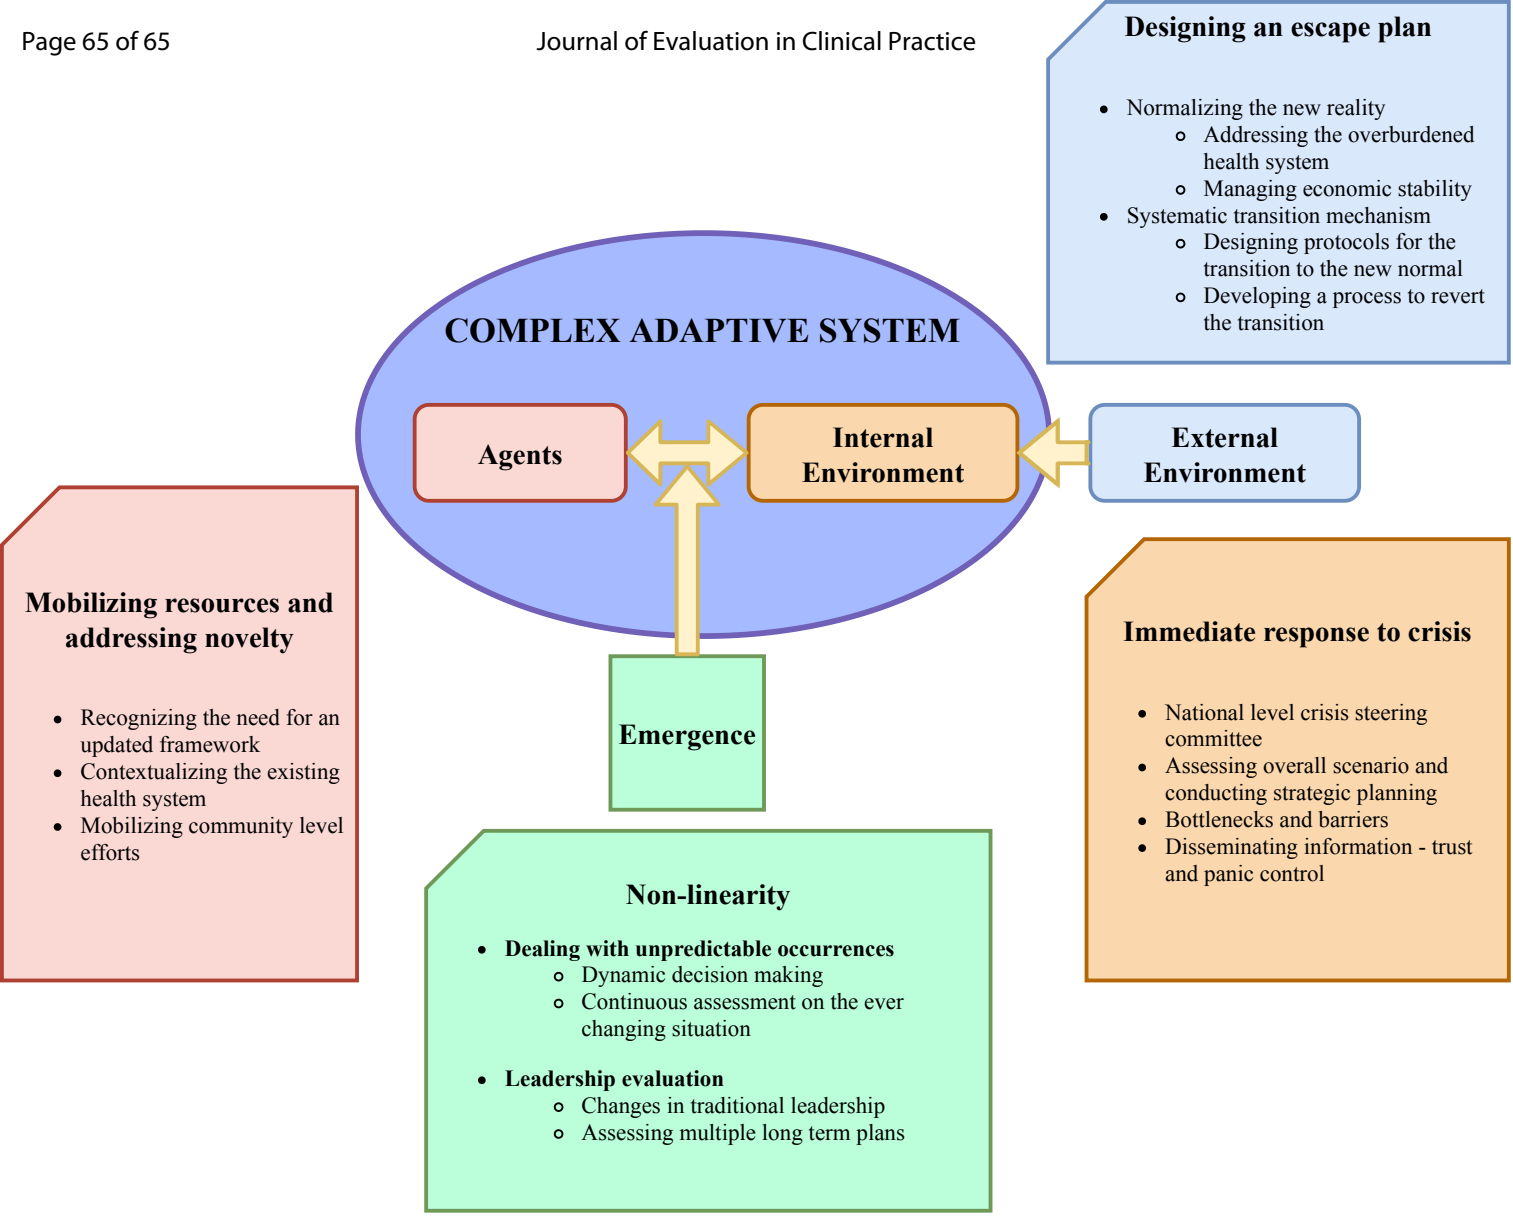 Page 65 of 65
Journal of Evaluation in Clinical Practice
Designing an escape plan
• Normalizing the new reality
o Addressing the overburdened
health system
o Managing economic stability
• Systematic transition mechanism
o Designing protocols for the
transition to the new normal
o Developing a process to revert
the transition
COMPLEX ADAPTIVE SYSTEM
Agents
Internal
Environment
External
Environment
Mobilizing resources and
addressing novelty
• Recognizing the need for an
updated framework
• Contextualizing the existing
health system
• Mobilizing community level
efforts
Emergence
Immediate response to crisis
• National level crisis steering
committee
• Assessing overall scenario and
conducting strategic planning
• Bottlenecks and barriers
• Disseminating information - trust
and panic control
Non-linearity
• Dealing with unpredictable occurrences
o Dynamic decision making
o Continuous assessment on the ever
changing situation
• Leadership evaluation
o Changes in traditional leadership
o Assessing multiple long term plans